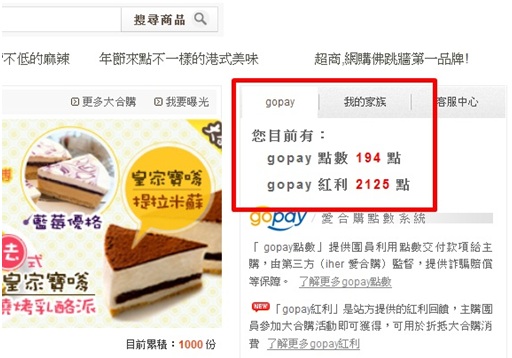 搜尋商品
不低的麻辣
年節來點不一樣的港式美味
超商,網購佛跳牆第一品牌!
更多大合購
我要曝光
gopay
我的家族
客服中心
您目前有：
gopay 點數 194 點
gopay 紅利 2125 點
皇家寶嗡
提拉米蘇
藍莓優格
法式
皇家寶嗡
燒烤乳酪派
目前累積：1000 份
gopay 愛合購點數系統
「 gopay點數」提供團員利用點數交付款項給主
購，由第三方（iher 愛合購）監督，提供詐騙賠償
等保障。 了解更多gopay點數
NEW 「gopay紅利」是站方提供的紅利回饋，主購團
員參加大合購活動即可獲得，可用於折抵大合購消
費 了解更多gopay紅利